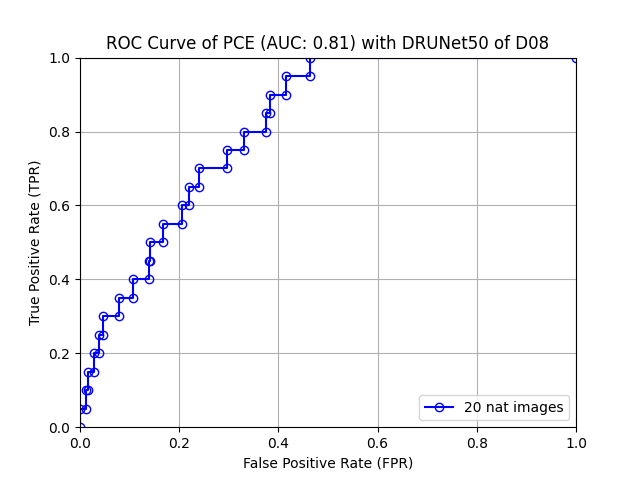 ROC Curve of PCE (AUC: 0.81) with DRUNet50 of D08
True Positive Rate (TPR)
1.0
0.8
0.6
0.4
0.2
0.0
20 nat images
0.0 0.2 0.4 0.6 0.8 1.0
False Positive Rate (FPR)